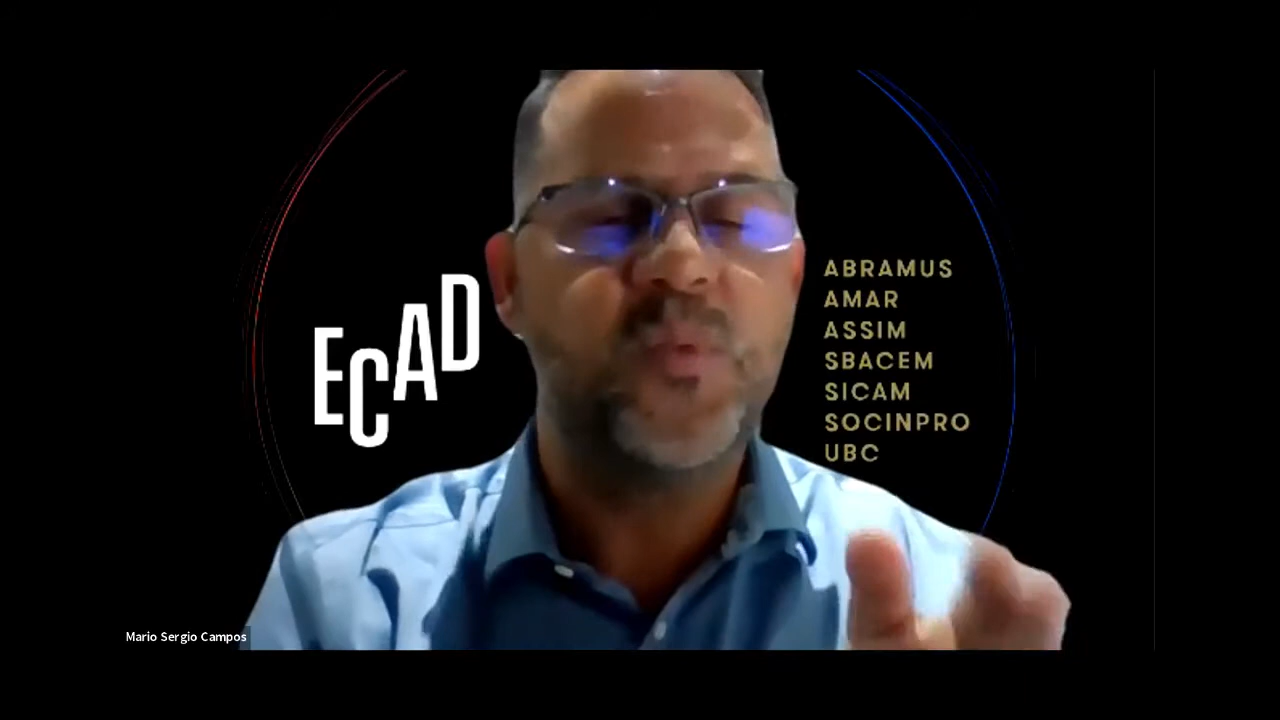 ECAD
ABRAMUS
AMAR
ASSIM
SBACEM
SICAM
SOCINPRO
UBC
Mario Sergio Campos